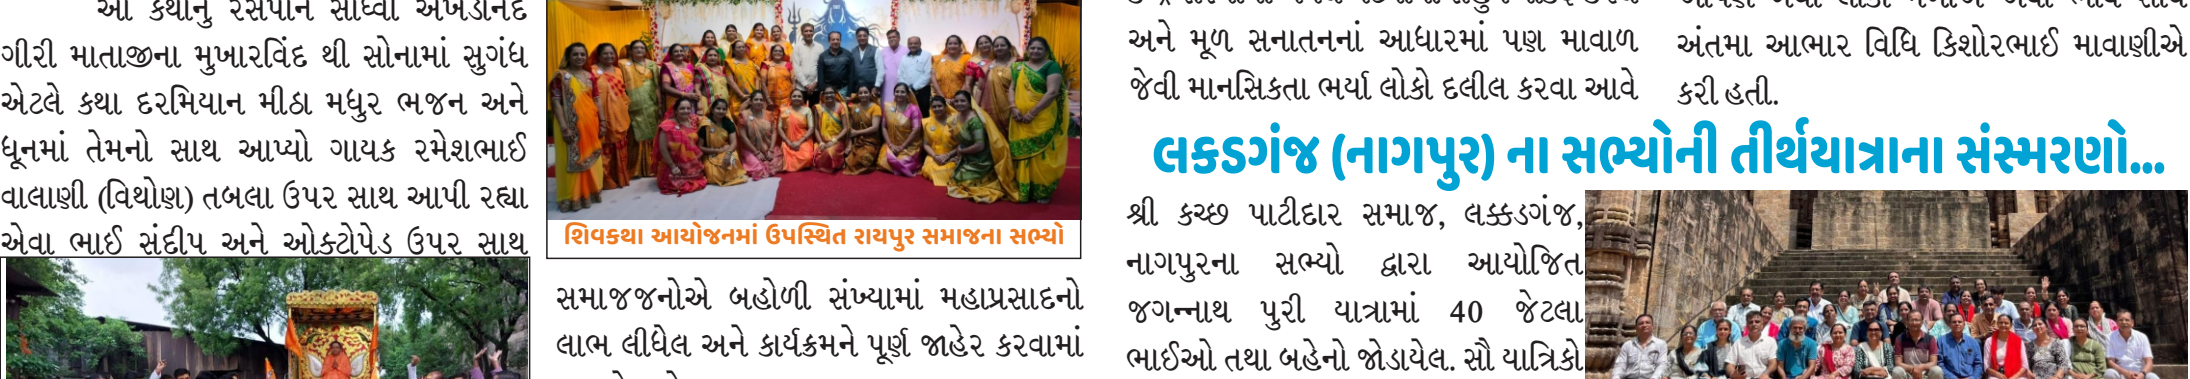 આ કથાનું રસપાન સાધ્વી અખંડાનંદ
ગીરી માતાજીના મુખારવિંદ થી સોનામાં સુગંધ
એટલે કથા દરમિયાન મીઠા મધુર ભજન અને
ધૂનમાં તેમનો સાથ આપ્યો ગાયક રમેશભાઈ
વાલાણી (વિથોણ) તબલા ઉપર સાથ આપી રહ્યા
એવા ભાઈ સંદીપ અને ઓક્ટોપેડ ઉપર સાથ
શિવકથા આયોજનમાં ઉપસ્થિત રાયપુર સમાજના સભ્યો
સમાજજનોએ બહોળી સંખ્યામાં મહાપ્રસાદનો
લાભ લીધેલ અને કાર્યક્રમને પૂર્ણ જાહેર કરવામાં
અને મૂળ સનાતનનાં આધારમાં પણ માવાળ
જેવી માનસિકતા ભર્યા લોકો દલીલ કરવા આવે
અંતમા આભાર વિધિ કિશોરભાઈ માવાણીએ
કરી હતી.
લકડગંજ (નાગપુર) ના સભ્યોની તીર્થયાત્રાના સંસ્મરણો...
શ્રી કચ્છ પાટીદાર સમાજ, લક્કડગંજ,
નાગપુરના સભ્યો દ્વારા આયોજિત
જગન્નાથ પુરી યાત્રામાં 40 જેટલા
ભાઈઓ તથા બહેનો જોડાયેલ. સૌ યાત્રિકો